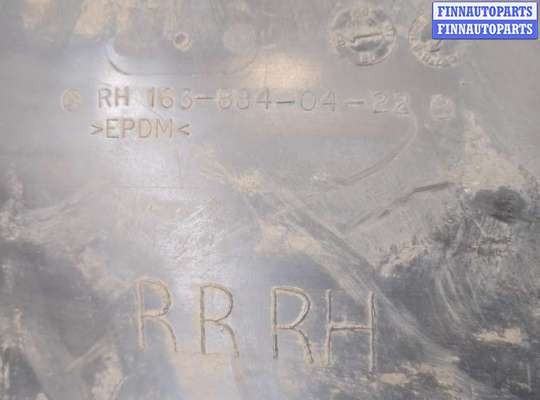 FINNAUTOPARTS
FINNAUTOPARTS
RH 163-884-04-22
>EPDM<
RR RH